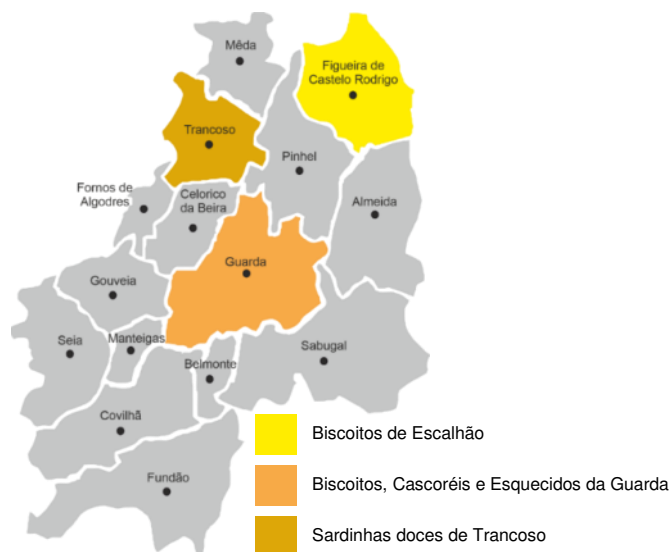 Mêda
Figueira de
Castelo Rodrigo
Trancoso
Pinhel
Fornos de
Algodres
Celorico
da Beira
Almeida
Guarda
Gouveia
Seia
Manteigas
Belmonte
Sabugal
Covilhã
Fundão
Biscoitos de Escalhão
Biscoitos, Cascoréis e Esquecidos da Guarda
Sardinhas doces de Trancoso